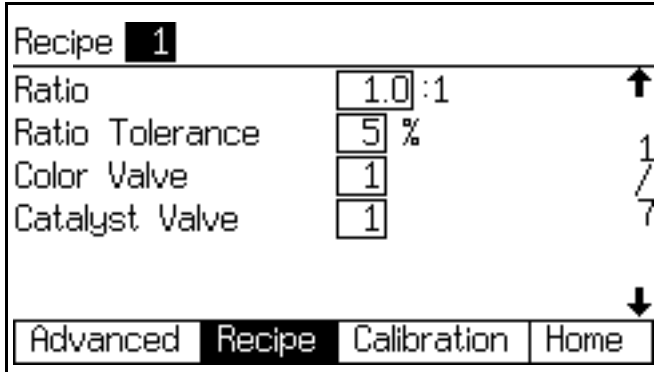 Recipe 1
Ratio 1.0 :1
Ratio Tolerance 5 %
Color Valve 1
Catalyst Valve 1
1
/
7
Advanced Recipe Calibration Home